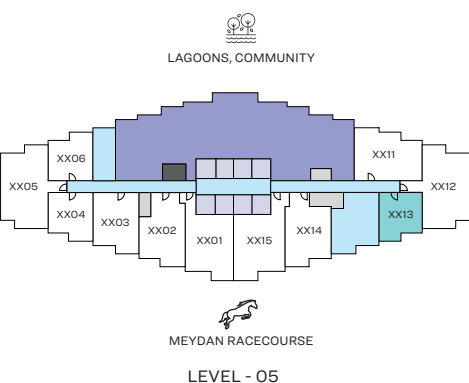 LAGOONS, COMMUNITY
XX06
XX11
XX05
XX12
XX04
XX03
XX02
XX01
XX15
XX14
XX13
MEYDAN RACECOURSE
LEVEL - 05